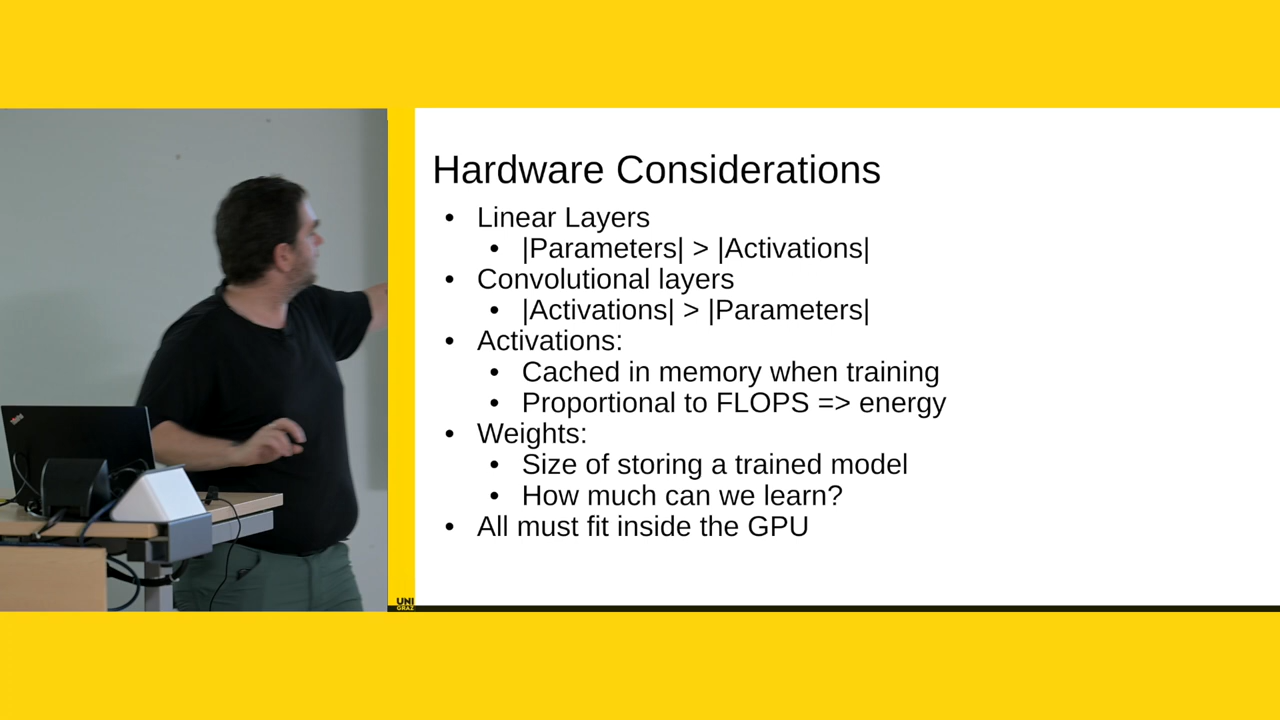 Hardware Considerations
• Linear Layers
• |Parameters| > |Activations|
• Convolutional layers
• |Activations| > |Parameters|
• Activations:
• Cached in memory when training
• Proportional to FLOPS => energy
• Weights:
• Size of storing a trained model
• How much can we learn?
• All must fit inside the GPU
UNI
GRAZ